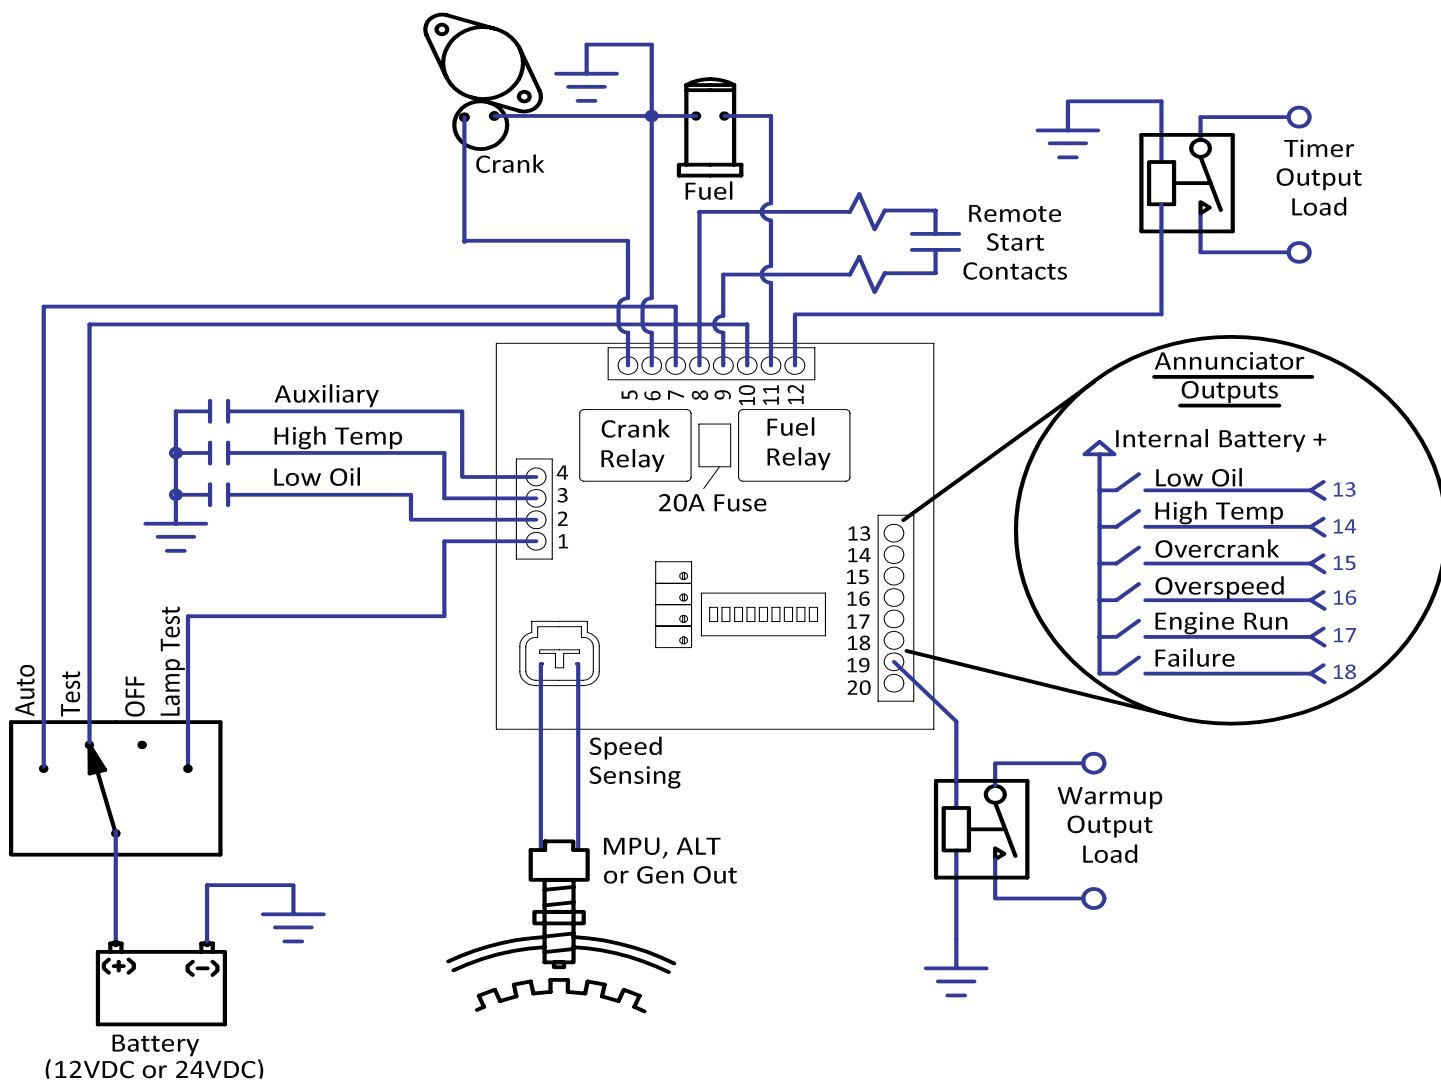 Crank
Fuel
Timer
Output
Load
Remote
Start
Contacts
Annunciator
Outputs
Internal Battery +
Low Oil 13
High Temp 14
Overcrank 15
Overspeed 16
Engine Run 17
Failure 18
5 6 7 8 9 10 11 12
Crank
Relay
Fuel
Relay
20A Fuse
Auxiliary
High Temp
Low Oil
4
3
2
1
13
14
15
16
17
18
19
20
Auto
Test
OFF
Lamp Test
Speed
Sensing
MPU, ALT
or Gen Out
Warmup
Output
Load
(+) (−)
Battery
(12VDC or 24VDC)